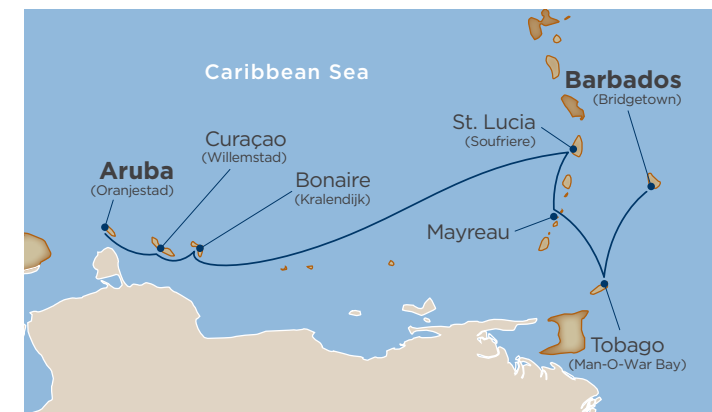 Caribbean Sea
Barbados
(Bridgetown)
St. Lucia
(Soufriere)
Curaçao
(Willemstad)
Aruba
(Oranjestad)
Bonaire
(Kralendijk)
Mayreau
Tobago
(Man-O-War Bay)